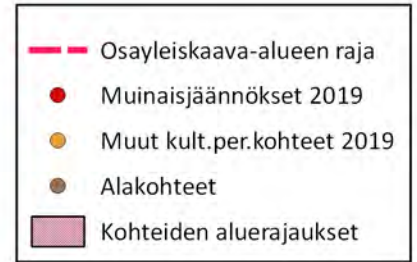 Osayleiskaava-alueen raja
Muinaisjäännökset 2019
Muut kult.per.kohteet 2019
Alakohteet
Kohteiden aluerajaukset